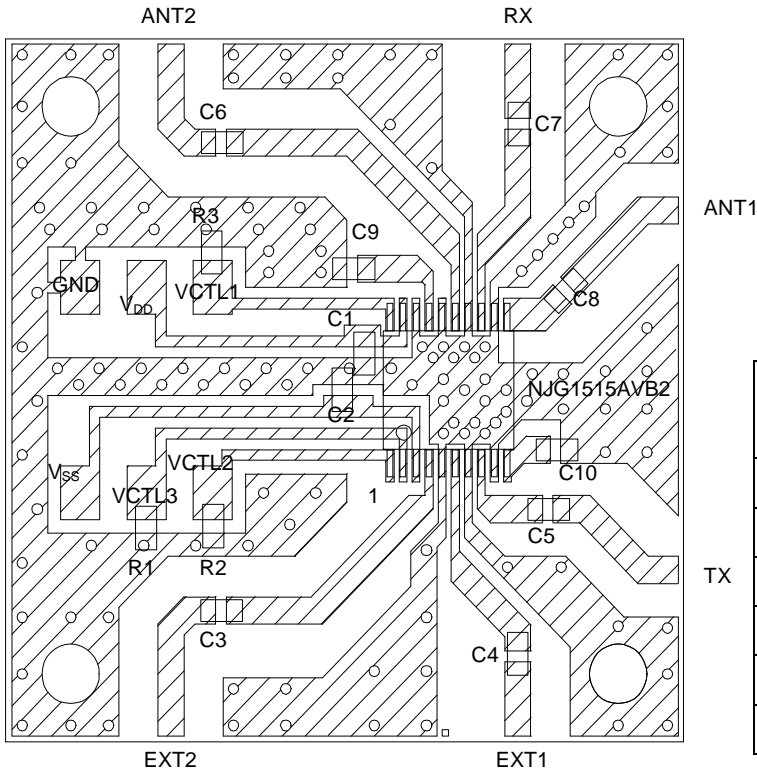 ANT2
RX
C6
C7
R3
ANT1
C9
GND
VDD
VCTL1
C8
C1
NJG1515AVB2
C2
VSS
VCTL2
C10
VCTL3
1
C5
R1
R2
TX
C3
C4
EXT2
EXT1